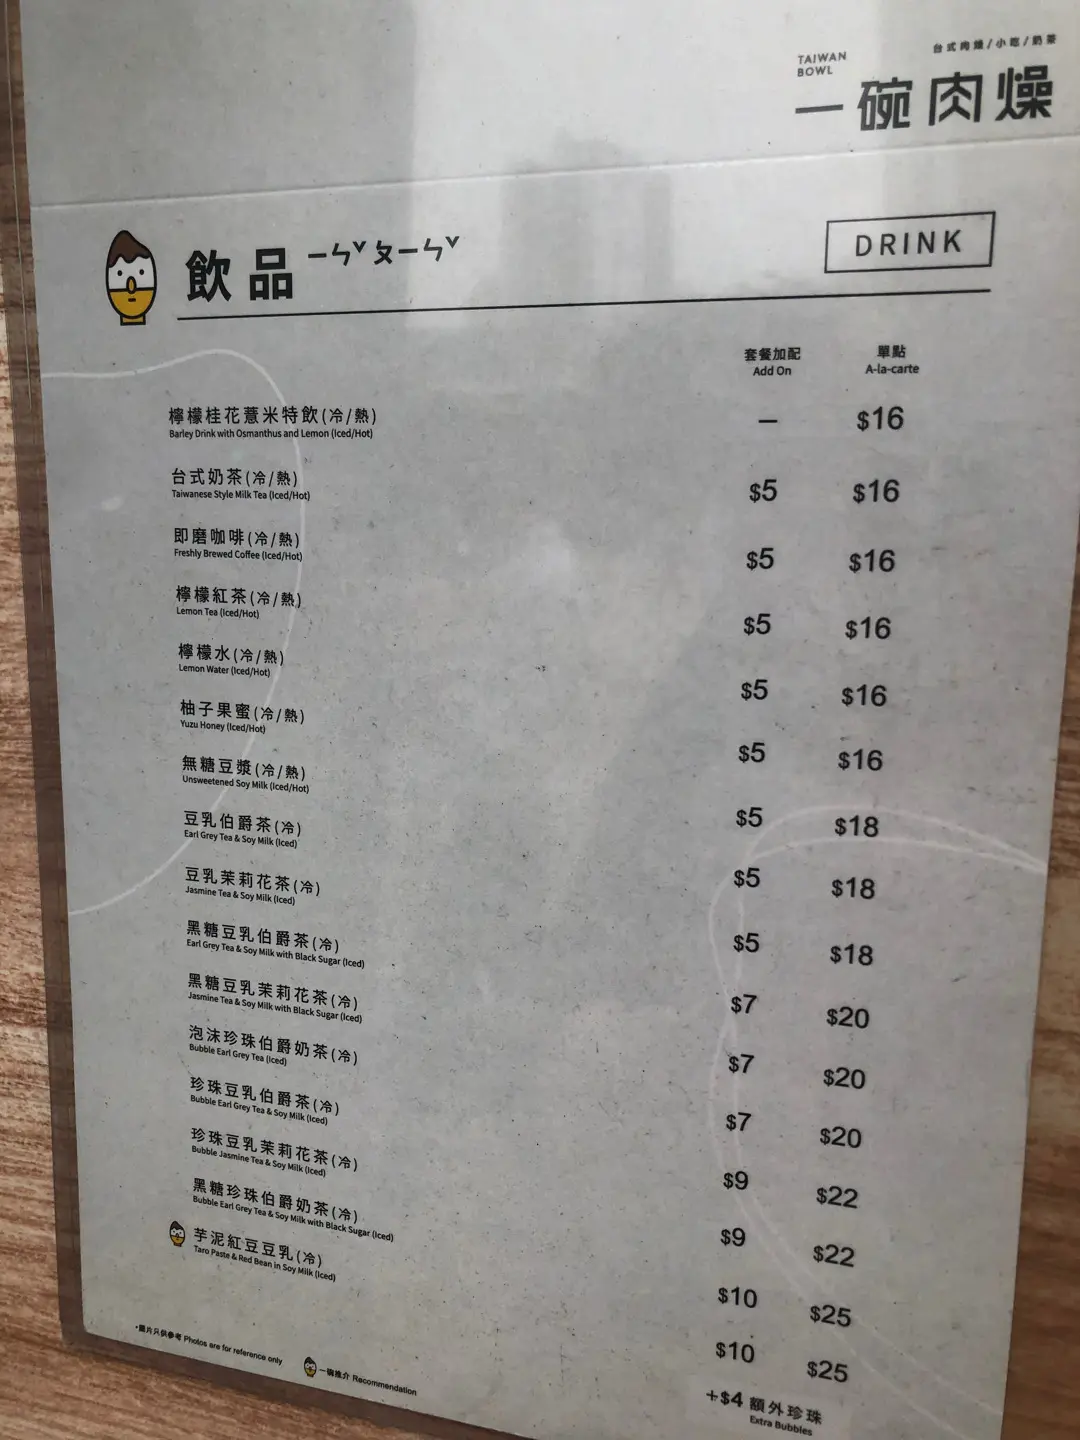 TAIWAN
BOWL
台式肉燥/小吃/奶茶
一碗肉燥
飲品 ㄧㄣˇ ㄆㄧㄣˇ
DRINK
套餐加配 單點
Add On A-la-carte
檸檬桂花薏米特飲(冷/熱) — $16
Barley Drink with Osmanthus and Lemon (Iced/Hot)
台式奶茶(冷/熱) $5 $16
Taiwanese Style Milk Tea (Iced/Hot)
即磨咖啡(冷/熱) $5 $16
Freshly Brewed Coffee (Iced/Hot)
檸檬紅茶(冷/熱) $5 $16
Lemon Tea (Iced/Hot)
檸檬水(冷/熱) $5 $16
Lemon Water (Iced/Hot)
柚子果蜜(冷/熱) $5 $16
Yuzu Honey (Iced/Hot)
無糖豆漿(冷/熱) $5 $18
Unsweetened Soy Milk (Iced/Hot)
豆乳伯爵茶(冷) $5 $18
Earl Grey Tea & Soy Milk (Iced)
豆乳茉莉花茶(冷) $5 $18
Jasmine Tea & Soy Milk (Iced)
黑糖豆乳伯爵茶(冷) $7 $20
Earl Grey Tea & Soy Milk with Black Sugar (Iced)
黑糖豆乳茉莉花茶(冷) $7 $20
Jasmine Tea & Soy Milk with Black Sugar (Iced)
泡沫珍珠伯爵奶茶(冷) $7 $20
Bubble Earl Grey Tea (Iced)
珍珠豆乳伯爵茶(冷) $9 $22
Bubble Earl Grey Tea & Soy Milk (Iced)
珍珠豆乳茉莉花茶(冷) $9 $22
Bubble Jasmine Tea & Soy Milk (Iced)
黑糖珍珠伯爵奶茶(冷) $10 $25
Bubble Earl Grey Tea & Soy Milk with Black Sugar (Iced)
芋泥紅豆豆乳(冷) $10 $25
Taro Paste & Red Bean in Soy Milk (Iced)
+$4 額外珍珠
Extra Bubbles
*圖片只供參考 Photos are for reference only
一碗推介 Recommendation